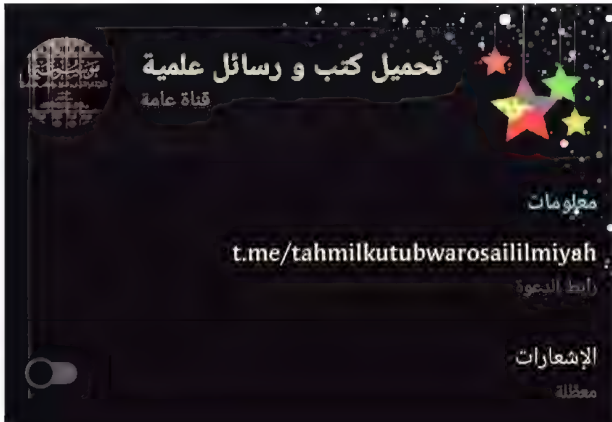 تحميل كتب و رسائل علمية
قناة عامة
معلومات
t.me/tahmilkutubwarosaililmiyah
رابط الدعوة
الإشعارات
معطلة